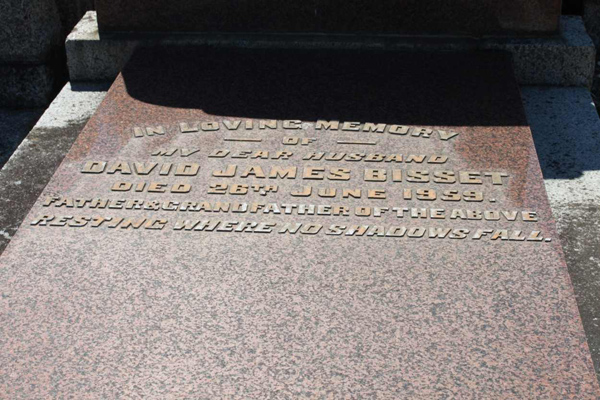 IN LOVING MEMORY
OF
MY DEAR HUSBAND
DAVID JAMES BISSET
DIED 26TH JUNE 1959.
FATHER & GRANDFATHER OF THE ABOVE
RESTING WHERE NO SHADOWS FALL.